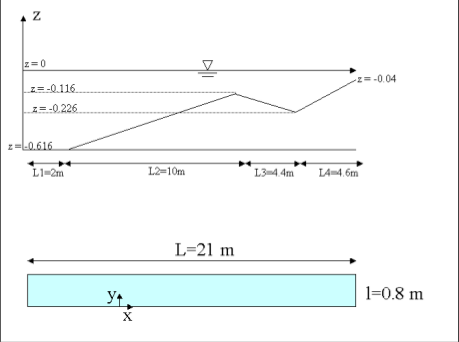 z
z = 0
z = -0.116
z = -0.226
z = -0.616
z = -0.04
L1=2m
L2=10m
L3=4.4m
L4=4.6m
L=21 m
l=0.8 m
y
x